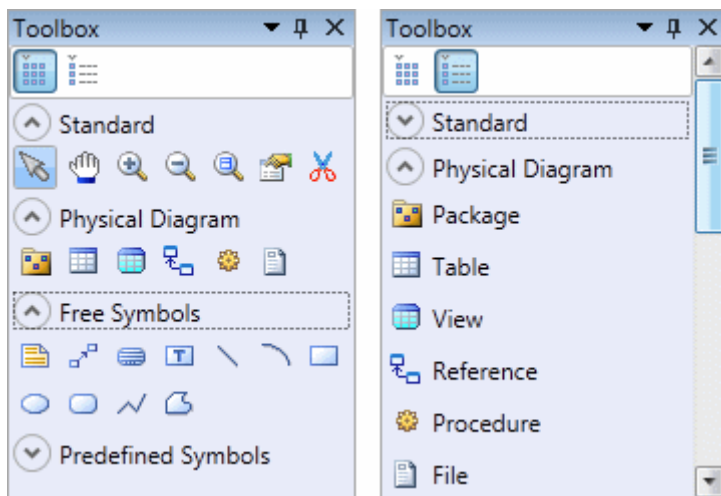 Toolbox
Standard
Physical Diagram
Free Symbols
T
Predefined Symbols
Toolbox
Standard
Physical Diagram
Package
Table
View
Reference
Procedure
File